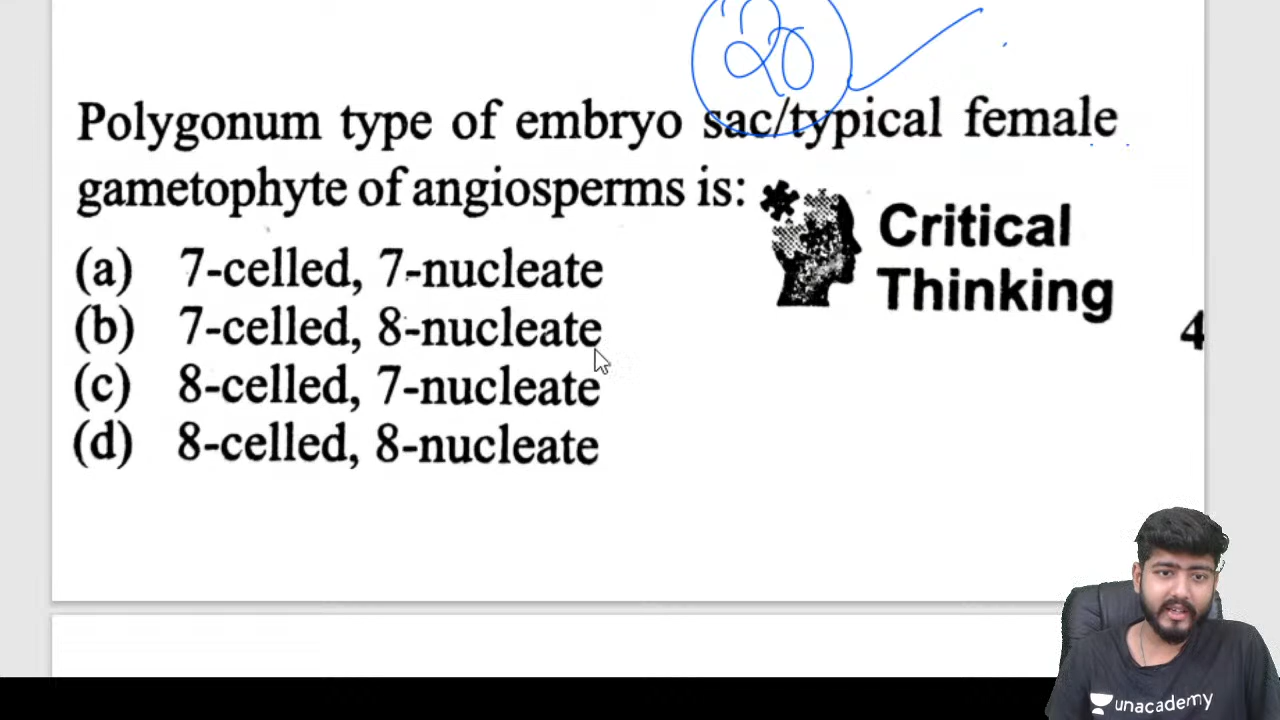 20
Polygonum type of embryo sac/typical female
gametophyte of angiosperms is:
Critical
Thinking
(a) 7-celled, 7-nucleate
(b) 7-celled, 8-nucleate
(c) 8-celled, 7-nucleate
(d) 8-celled, 8-nucleate
4
unacademy